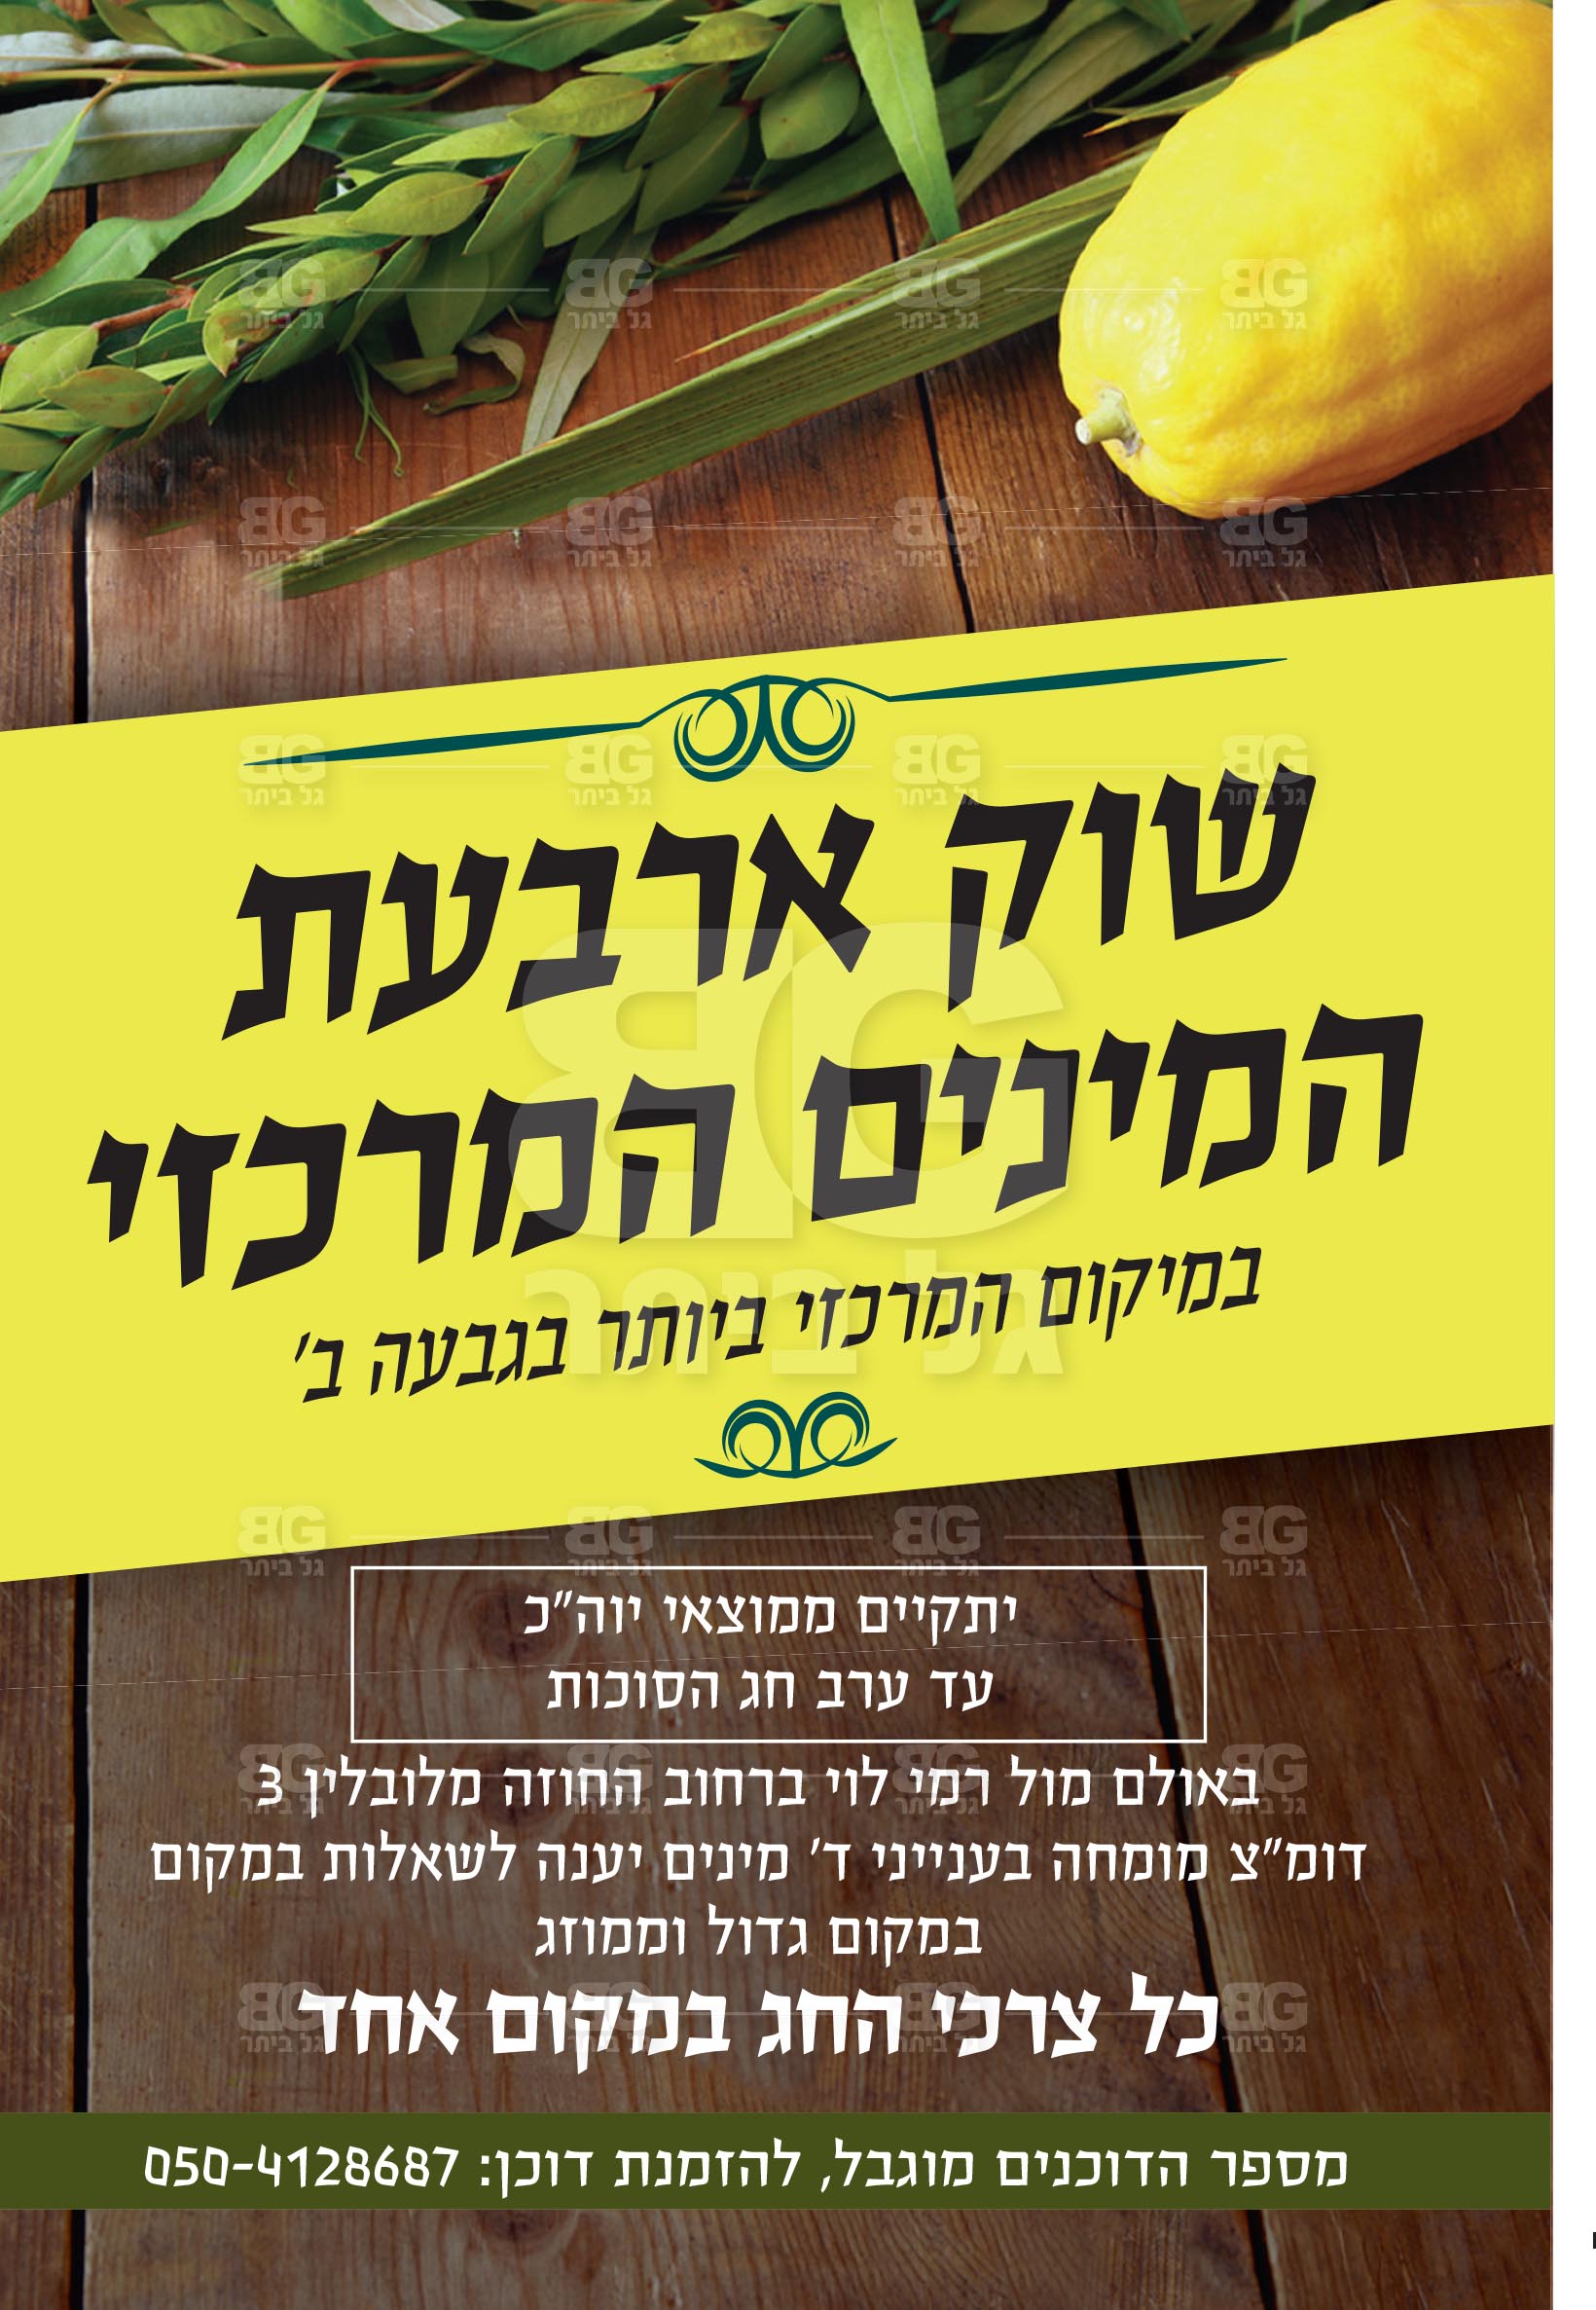 שוק ארבעת
המינים המרכזי
במיקום המרכזי ביותר בגבעה ב'
יתקיים ממוצאי יוה"כ
עד ערב חג הסוכות
באולם מול רמי לוי ברחוב החוזה מלובלין 3
דומ"צ מומחה בענייני ד' מינים יענה לשאלות במקום
במקום גדול וממוזג
כל צרכי החג במקום אחד
מספר הדוכנים מוגבל, להזמנת דוכן: 050-4128687
BG
גל ביתר